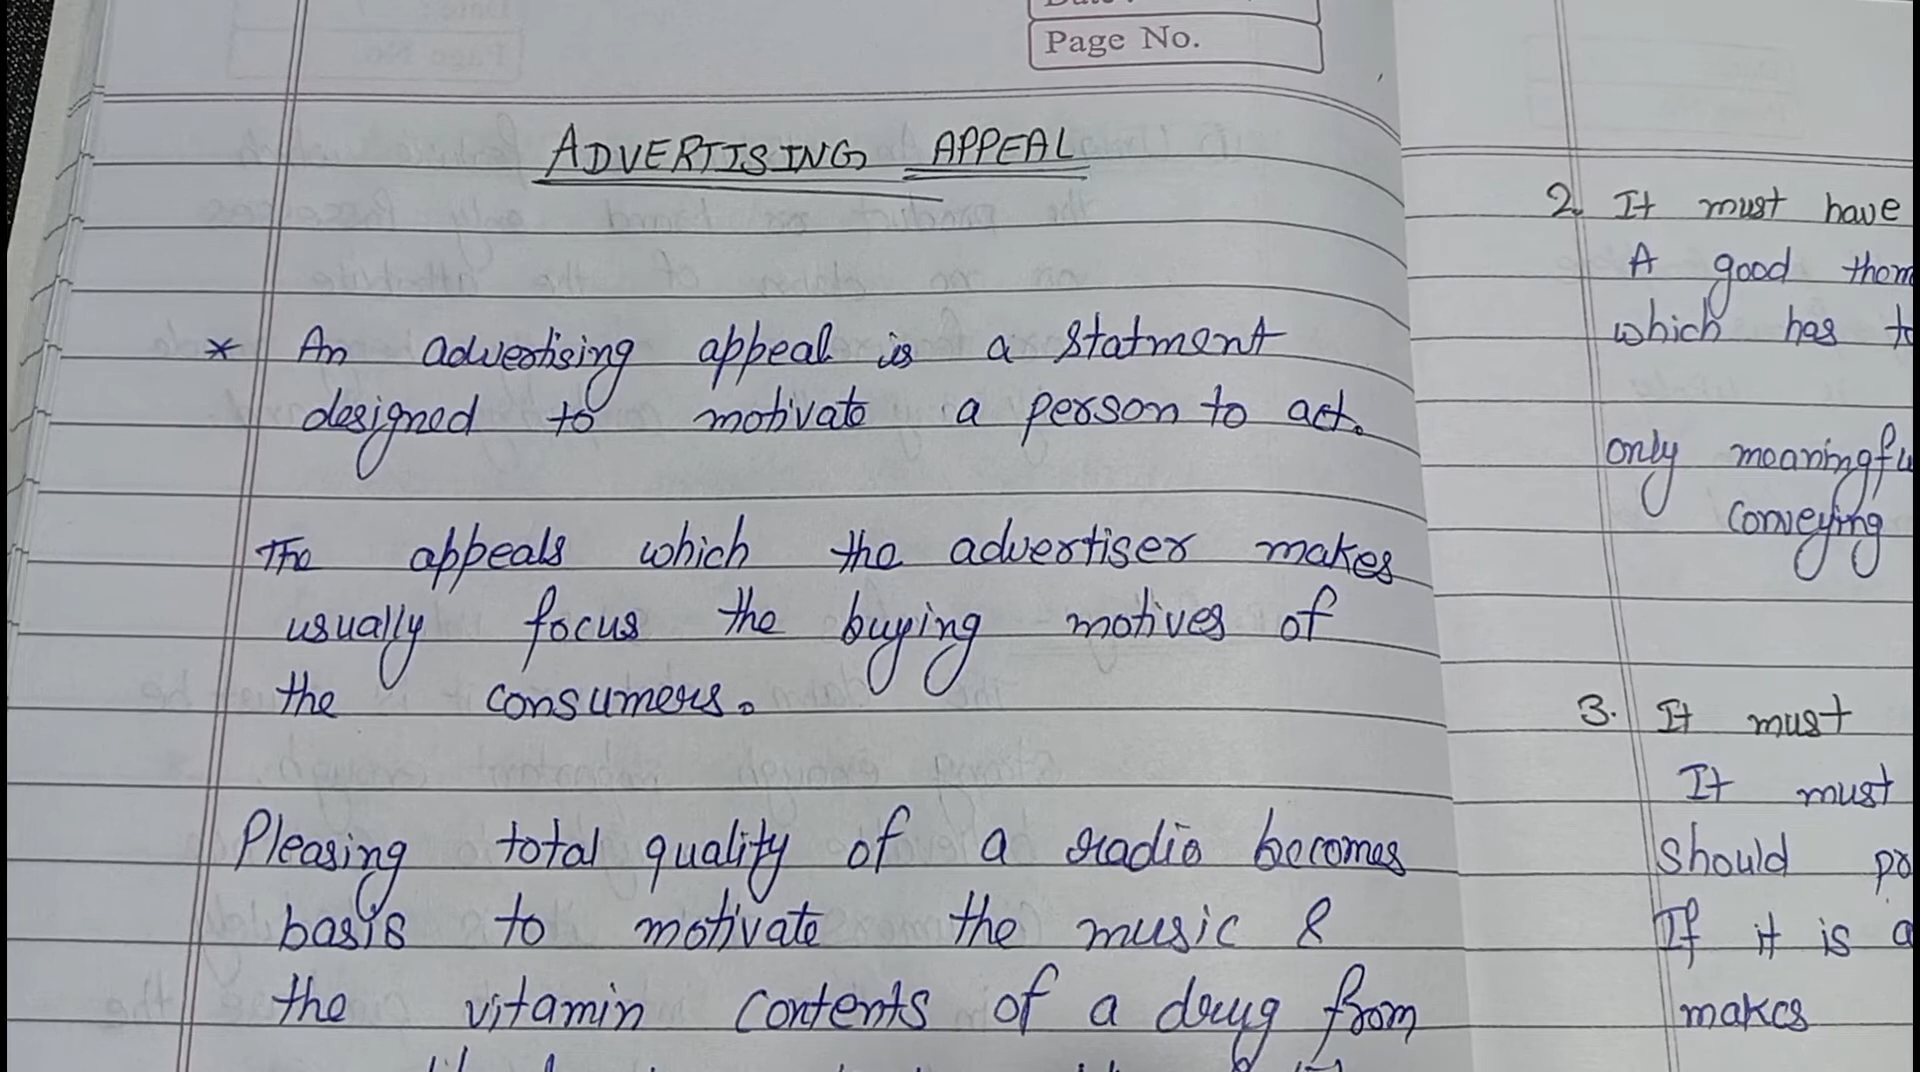 Page No.
ADVERTISING APPEAL
* An advertising appeal is a statment
designed to motivate a person to act.
The appeals which the advertiser makes
usually focus the buying motives of
the consumers.
Pleasing total quality of a radio becomes
basis to motivate the music &
the vitamin contents of a drug from
2. It must have
A good
which has
only
conveying
3. It must
It must
should
If it is
makes